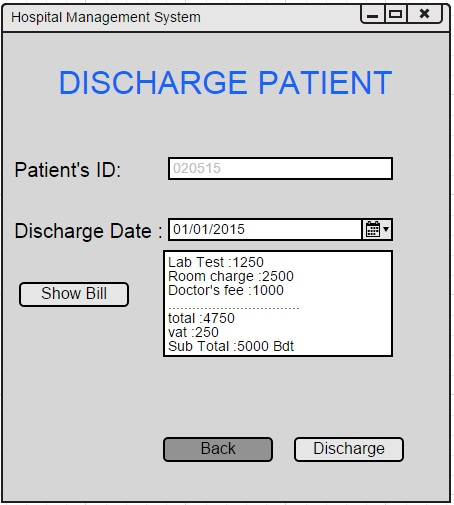 Hospital Management System
DISCHARGE PATIENT
Patient's ID:
020515
Discharge Date :
01/01/2015
Show Bill
Lab Test :1250
Room charge :2500
Doctor's fee :1000
................................
total :4750
vat :250
Sub Total :5000 Bdt
Back
Discharge